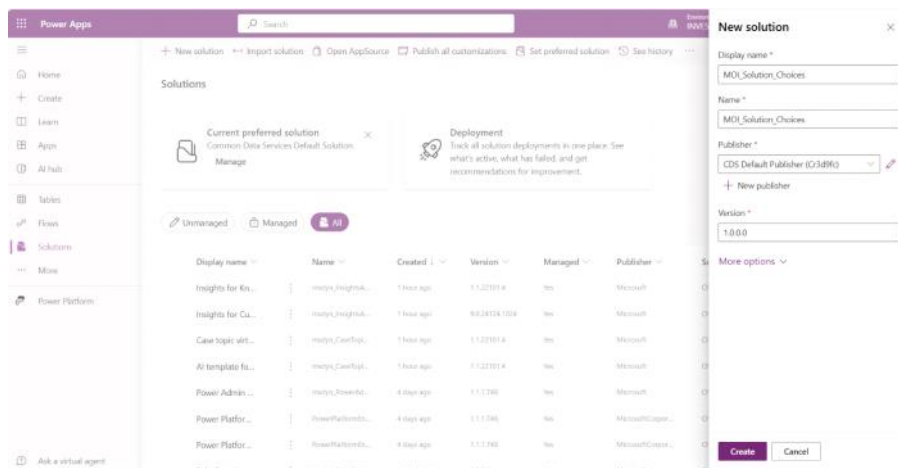 Power Apps
Search
Environ
INVES
New solution Import solution Open AppSource Publish all customizations Set preferred solution See history ...
Home
Create
Learn
Apps
AI hub
Tables
Flows
Solutions
More
Power Platform
Ask a virtual agent
Solutions
Current preferred solution
Common Data Services Default Solution
Manage
Deployment
Track all solution deployments in one place. See
what's active, what has failed, and get
recommendations for improvement.
Unmanaged Managed All
Display name Name Created ↓ Version Managed Publisher
Insights for Kn... 1 hour ago Yes Microsoft
Insights for Cu... 1 hour ago Yes Microsoft
Case topic virt... 1 hour ago Yes Microsoft
AI template fo... 1 hour ago Yes Microsoft
Power Admin ... 4 days ago Yes Microsoft
Power Platfor... 4 days ago Yes
Power Platfor... 4 days ago Yes
New solution
Display name *
MOI_Solution_Choices
Name *
MOI_Solution_Choices
Publisher *
CDS Default Publisher (Cr3d9fc)
New publisher
Version *
1.0.0.0
More options
Create Cancel